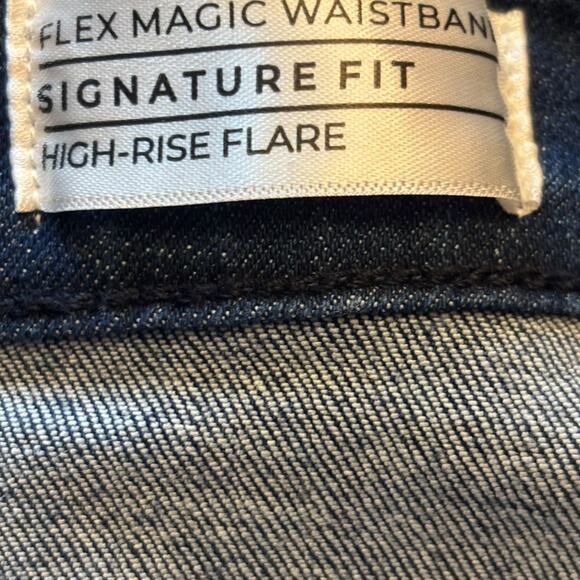 FLEX MAGIC WAISTBAN
SIGNATURE FIT
HIGH-RISE FLARE